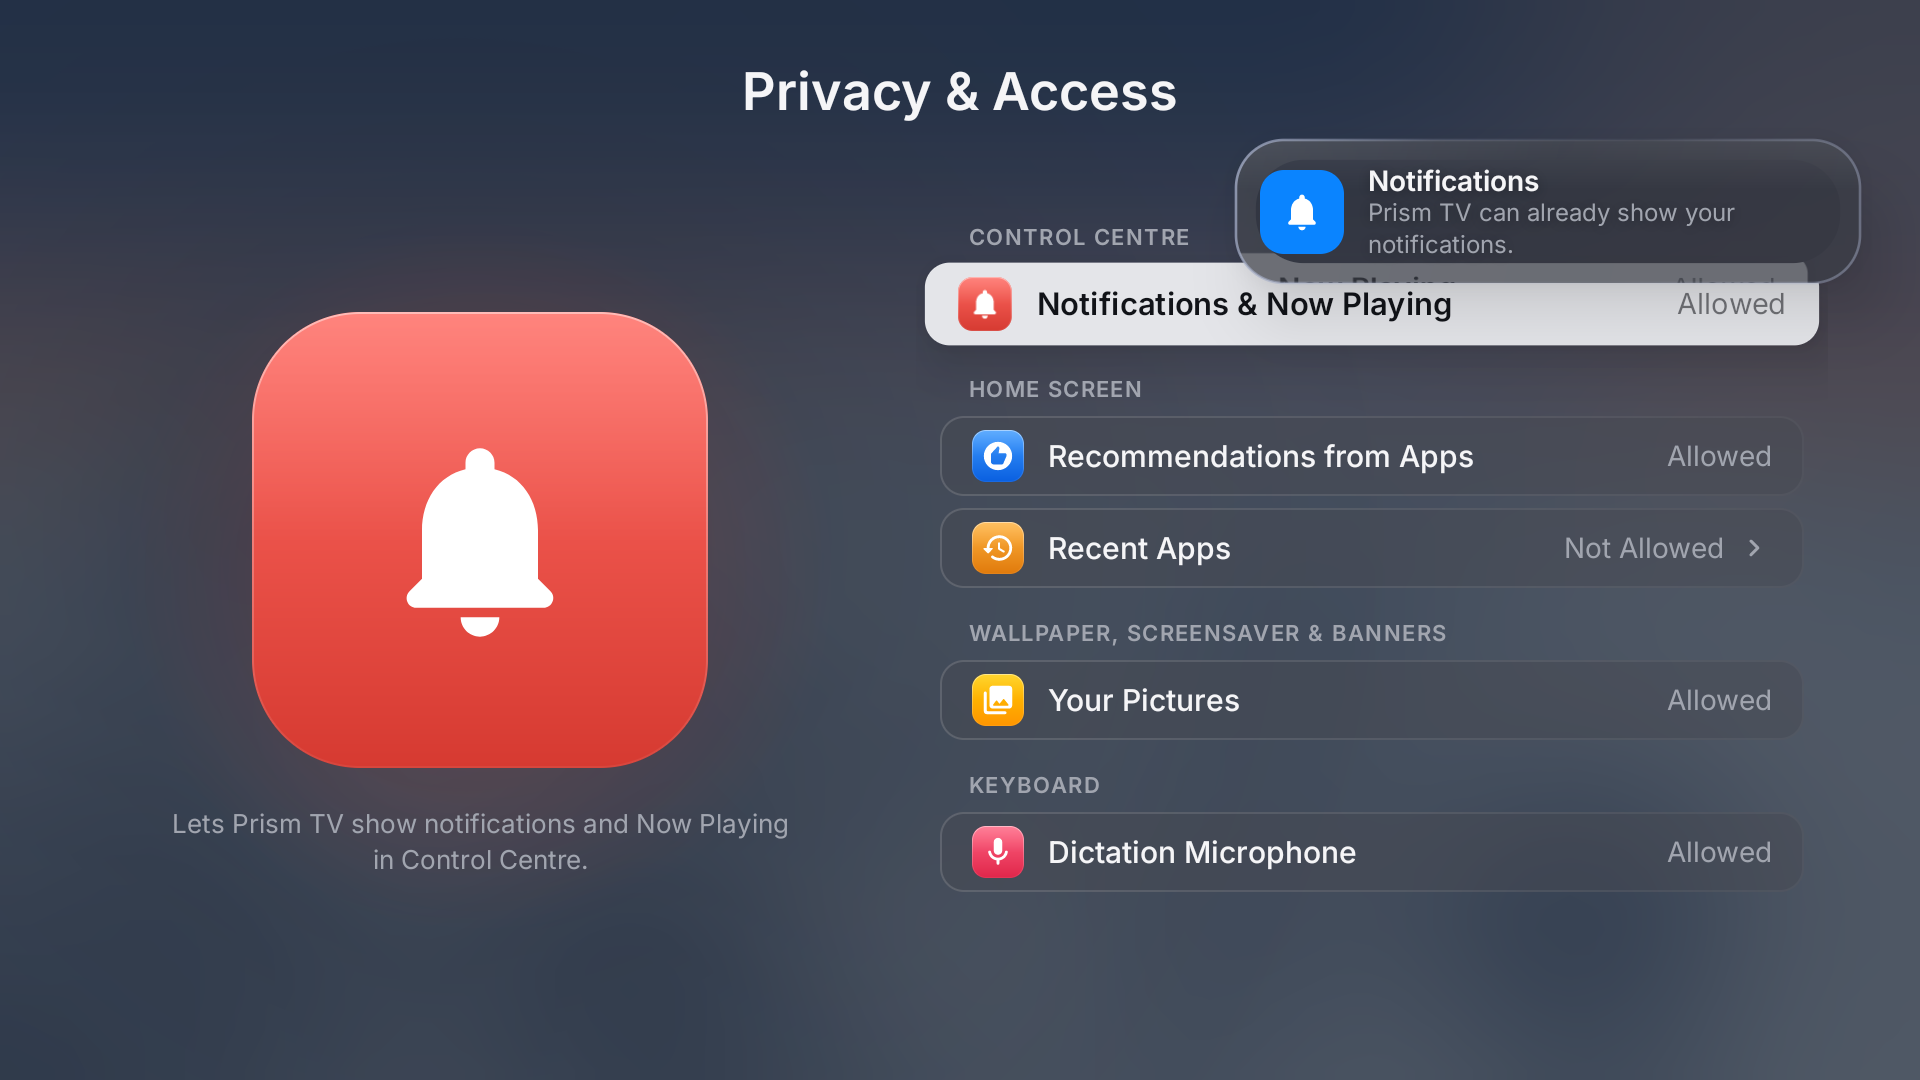 Privacy & Access
Notifications
Prism TV can already show your
notifications.
CONTROL CENTRE
Notifications & Now Playing
Allowed
HOME SCREEN
Recommendations from Apps
Allowed
Recent Apps
Not Allowed
WALLPAPER, SCREENSAVER & BANNERS
Your Pictures
Allowed
KEYBOARD
Dictation Microphone
Allowed
Lets Prism TV show notifications and Now Playing
in Control Centre.